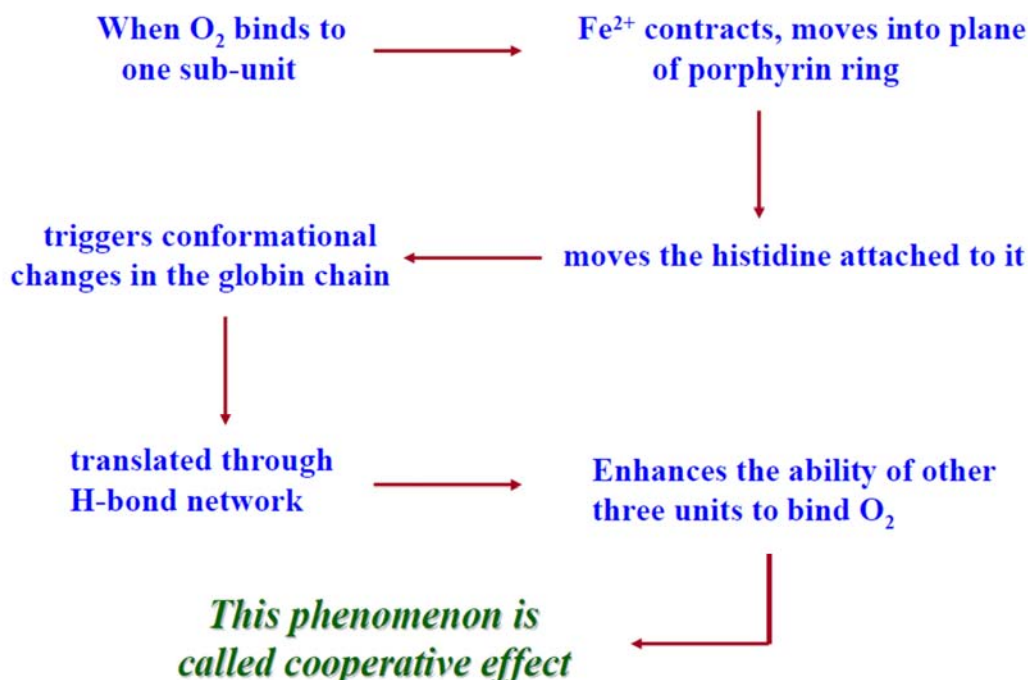 When O₂ binds to
one sub-unit
Fe²⁺ contracts, moves into plane
of porphyrin ring
moves the histidine attached to it
triggers conformational
changes in the globin chain
translated through
H-bond network
Enhances the ability of other
three units to bind O₂
This phenomenon is
called cooperative effect